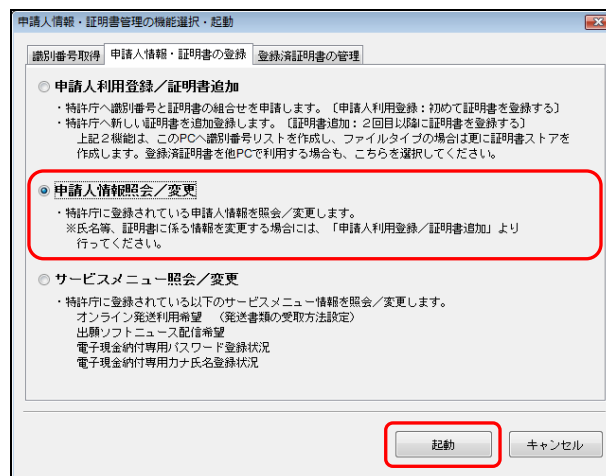 申請人情報・証明書管理の機能選択・起動
識別番号取得 申請人情報・証明書の登録 登録済証明書の管理
申請人利用登録／証明書追加
・特許庁へ識別番号と証明書の組合せを申請します。〔申請人利用登録：初めて証明書を登録する〕
・特許庁へ新しい証明書を追加登録します。〔証明書追加：２回目以降に証明書を登録する〕
上記２機能は、このPCへ識別番号リストを作成し、ファイルタイプの場合は更に証明書ストアを
作成します。登録済証明書を他PCで利用する場合も、こちらを選択してください。
申請人情報照会／変更
・特許庁に登録されている申請人情報を照会／変更します。
※氏名等、証明書に係る情報を変更する場合には、「申請人利用登録／証明書追加」より
行ってください。
サービスメニュー照会／変更
・特許庁に登録されている以下のサービスメニュー情報を照会／変更します。
オンライン発送利用希望　（発送書類の受取方法設定）
出願ソフトニュース配信希望
電子現金納付専用パスワード登録状況
電子現金納付専用カナ氏名登録状況
起動 キャンセル